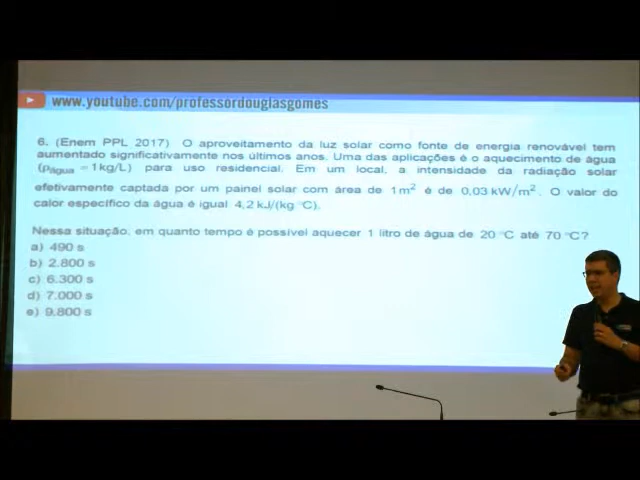 www.youtube.com/professordouglasgomes
6. (Enem PPL 2017) O aproveitamento da luz solar como fonte de energia renovável tem
aumentado significativamente nos últimos anos. Uma das aplicações é o aquecimento de água
(ρágua = 1kg/L) para uso residencial. Em um local, a intensidade da radiação solar
efetivamente captada por um painel solar com área de 1m² é de 0,03 kW/m². O valor do
calor específico da água é igual 4,2 kJ/(kg °C).
Nessa situação, em quanto tempo é possível aquecer 1 litro de água de 20 °C até 70 °C?
a) 490 s
b) 2.800 s
c) 6.300 s
d) 7.000 s
e) 9.800 s